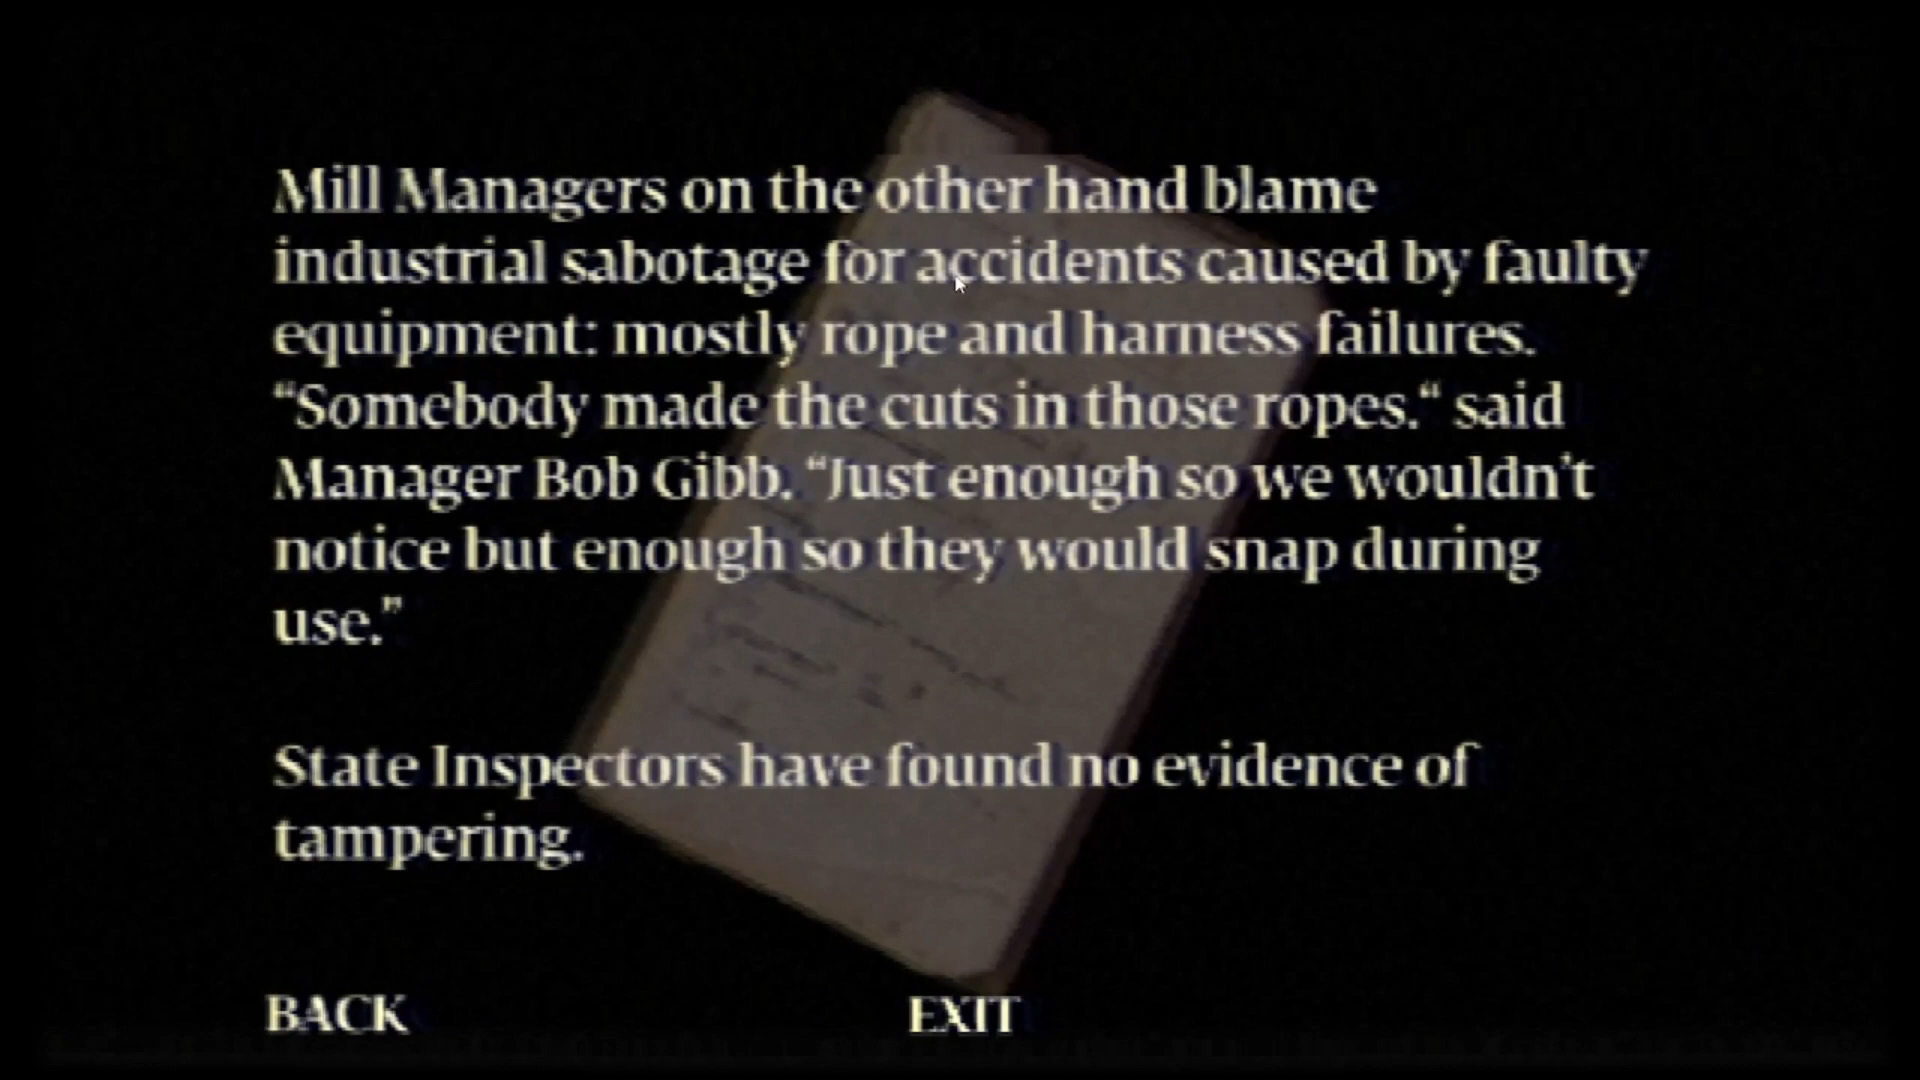 Mill Managers on the other hand blame
industrial sabotage for accidents caused by faulty
equipment: mostly rope and harness failures.
“Somebody made the cuts in those ropes.“ said
Manager Bob Gibb. “Just enough so we wouldn't
notice but enough so they would snap during
use.”
State Inspectors have found no evidence of
tampering.
BACK
EXIT